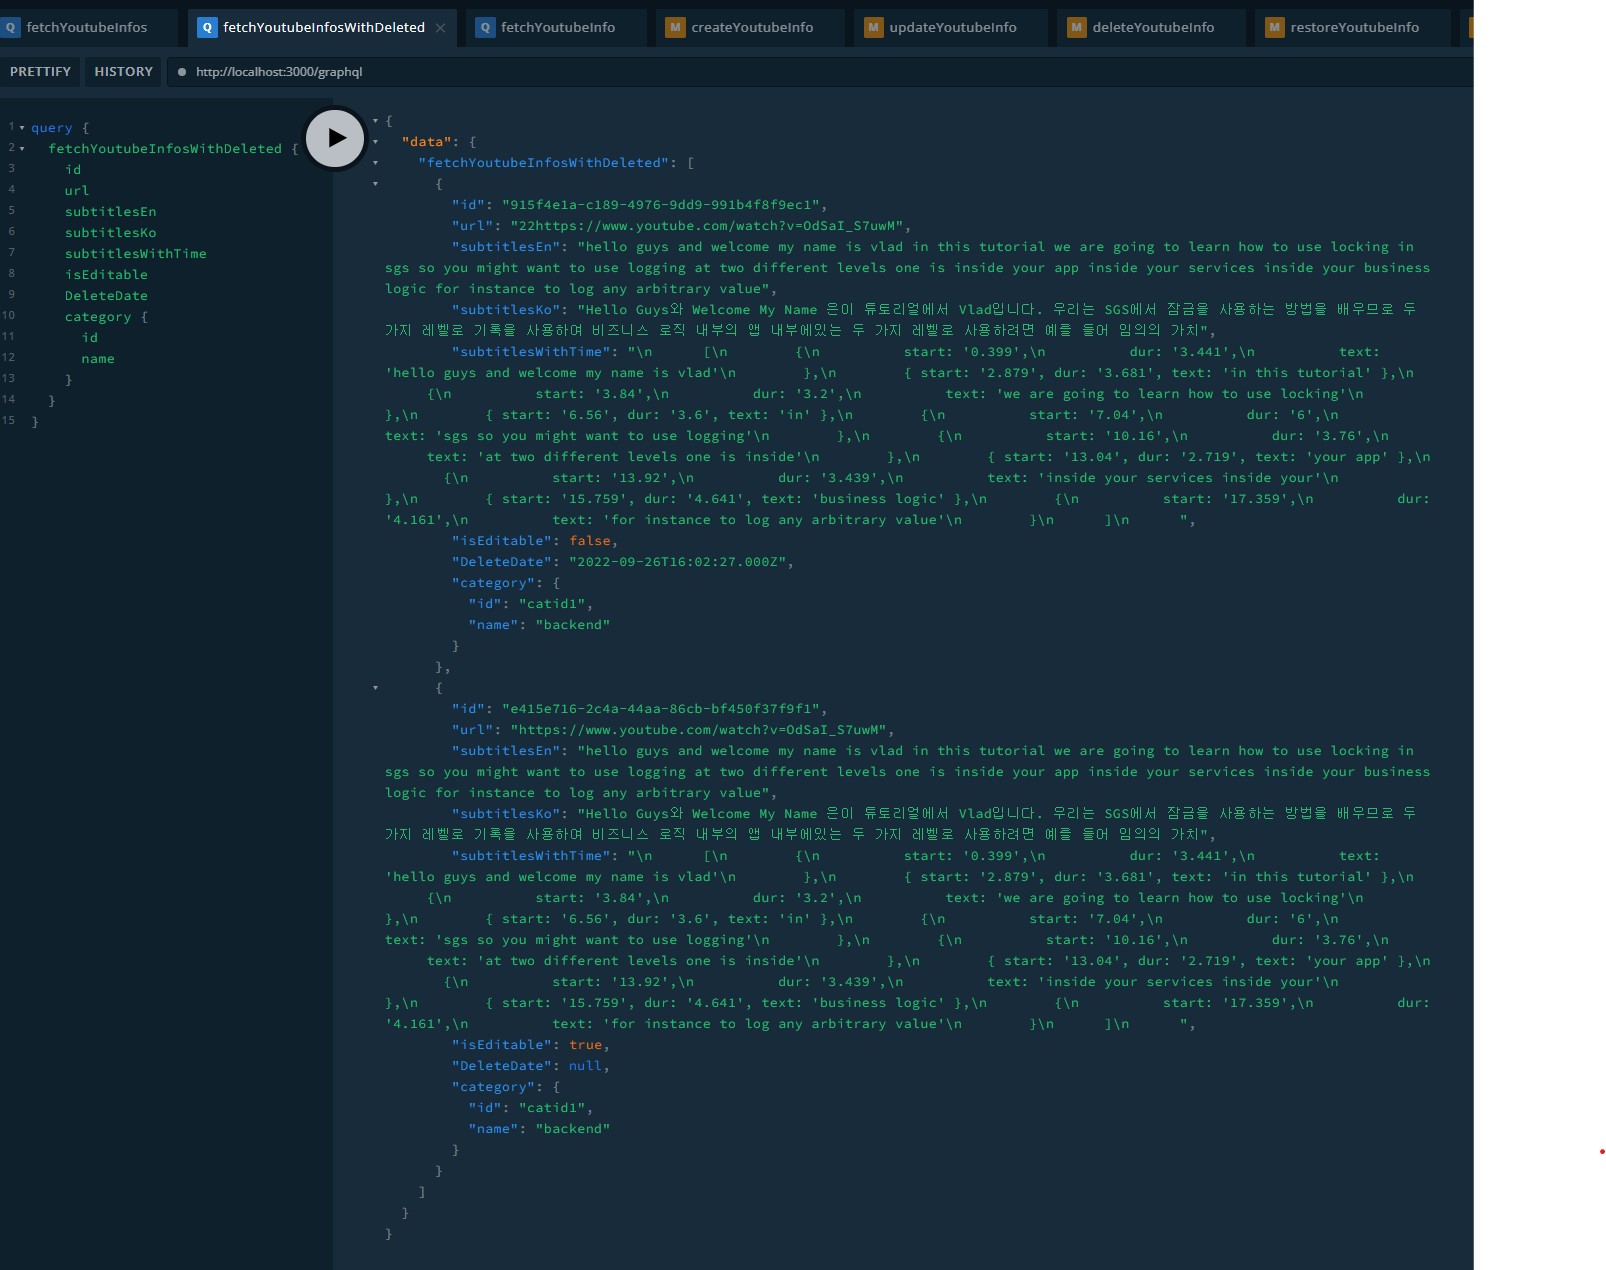 Q fetchYoutubeInfos
Q fetchYoutubeInfosWithDeleted ×
Q fetchYoutubeInfo
M createYoutubeInfo
M updateYoutubeInfo
M deleteYoutubeInfo
M restoreYoutubeInfo
PRETTIFY HISTORY http://localhost:3000/graphql
1 query {
2 fetchYoutubeInfosWithDeleted {
3 id
4 url
5 subtitlesEn
6 subtitlesKo
7 subtitlesWithTime
8 isEditable
9 DeleteDate
10 category {
11 id
12 name
13 }
14 }
15 }
{
"data": {
"fetchYoutubeInfosWithDeleted": [
{
"id": "915f4e1a-c189-4976-9dd9-991b4f8f9ec1",
"url": "22https://www.youtube.com/watch?v=OdSaI_S7uwM",
"subtitlesEn": "hello guys and welcome my name is vlad in this tutorial we are going to learn how to use locking in
sgs so you might want to use logging at two different levels one is inside your app inside your services inside your business
logic for instance to log any arbitrary value",
"subtitlesKo": "Hello Guys와 Welcome My Name 은이 튜토리얼에서 Vlad입니다. 우리는 SGS에서 잠금을 사용하는 방법을 배우므로 두
가지 레벨로 기록을 사용하여 비즈니스 로직 내부의 앱 내부에있는 두 가지 레벨로 사용하려면 예를 들어 임의의 가치",
"subtitlesWithTime": "\n [\n {\n start: '0.399',\n dur: '3.441',\n text:
'hello guys and welcome my name is vlad'\n },\n { start: '2.879', dur: '3.681', text: 'in this tutorial' },\n
{\n start: '3.84',\n dur: '3.2',\n text: 'we are going to learn how to use locking'\n
},\n { start: '6.56', dur: '3.6', text: 'in' },\n {\n start: '7.04',\n dur: '6',\n
text: 'sgs so you might want to use logging'\n },\n {\n start: '10.16',\n dur: '3.76',\n
text: 'at two different levels one is inside'\n },\n { start: '13.04', dur: '2.719', text: 'your app' },\n
{\n start: '13.92',\n dur: '3.439',\n text: 'inside your services inside your'\n
},\n { start: '15.759', dur: '4.641', text: 'business logic' },\n {\n start: '17.359',\n dur:
'4.161',\n text: 'for instance to log any arbitrary value'\n }\n ]\n ",
"isEditable": false,
"DeleteDate": "2022-09-26T16:02:27.000Z",
"category": {
"id": "catid1",
"name": "backend"
}
},
{
"id": "e415e716-2c4a-44aa-86cb-bf450f37f9f1",
"url": "https://www.youtube.com/watch?v=OdSaI_S7uwM",
"subtitlesEn": "hello guys and welcome my name is vlad in this tutorial we are going to learn how to use locking in
sgs so you might want to use logging at two different levels one is inside your app inside your services inside your business
logic for instance to log any arbitrary value",
"subtitlesKo": "Hello Guys와 Welcome My Name 은이 튜토리얼에서 Vlad입니다. 우리는 SGS에서 잠금을 사용하는 방법을 배우므로 두
가지 레벨로 기록을 사용하여 비즈니스 로직 내부의 앱 내부에있는 두 가지 레벨로 사용하려면 예를 들어 임의의 가치",
"subtitlesWithTime": "\n [\n {\n start: '0.399',\n dur: '3.441',\n text:
'hello guys and welcome my name is vlad'\n },\n { start: '2.879', dur: '3.681', text: 'in this tutorial' },\n
{\n start: '3.84',\n dur: '3.2',\n text: 'we are going to learn how to use locking'\n
},\n { start: '6.56', dur: '3.6', text: 'in' },\n {\n start: '7.04',\n dur: '6',\n
text: 'sgs so you might want to use logging'\n },\n {\n start: '10.16',\n dur: '3.76',\n
text: 'at two different levels one is inside'\n },\n { start: '13.04', dur: '2.719', text: 'your app' },\n
{\n start: '13.92',\n dur: '3.439',\n text: 'inside your services inside your'\n
},\n { start: '15.759', dur: '4.641', text: 'business logic' },\n {\n start: '17.359',\n dur:
'4.161',\n text: 'for instance to log any arbitrary value'\n }\n ]\n ",
"isEditable": true,
"DeleteDate": null,
"category": {
"id": "catid1",
"name": "backend"
}
}
]
}
}